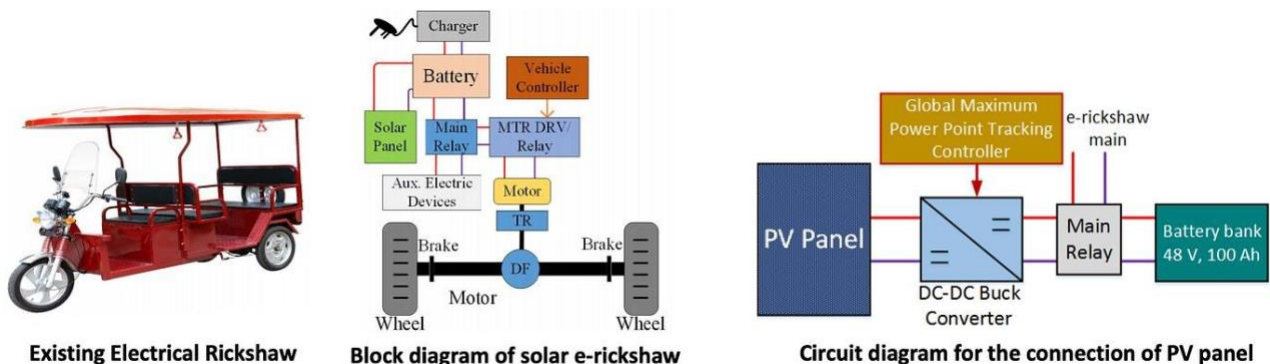 Charger
Battery
Vehicle
Controller
Solar
Panel
Main
Relay
MTR DRV/
Relay
Aux. Electric
Devices
Motor
TR
Brake
Brake
DF
Motor
Wheel
Wheel
Global Maximum
Power Point Tracking
Controller
e-rickshaw
main
PV Panel
Main
Relay
Battery bank
48 V, 100 Ah
DC-DC Buck
Converter
Existing Electrical Rickshaw
Block diagram of solar e-rickshaw
Circuit diagram for the connection of PV panel